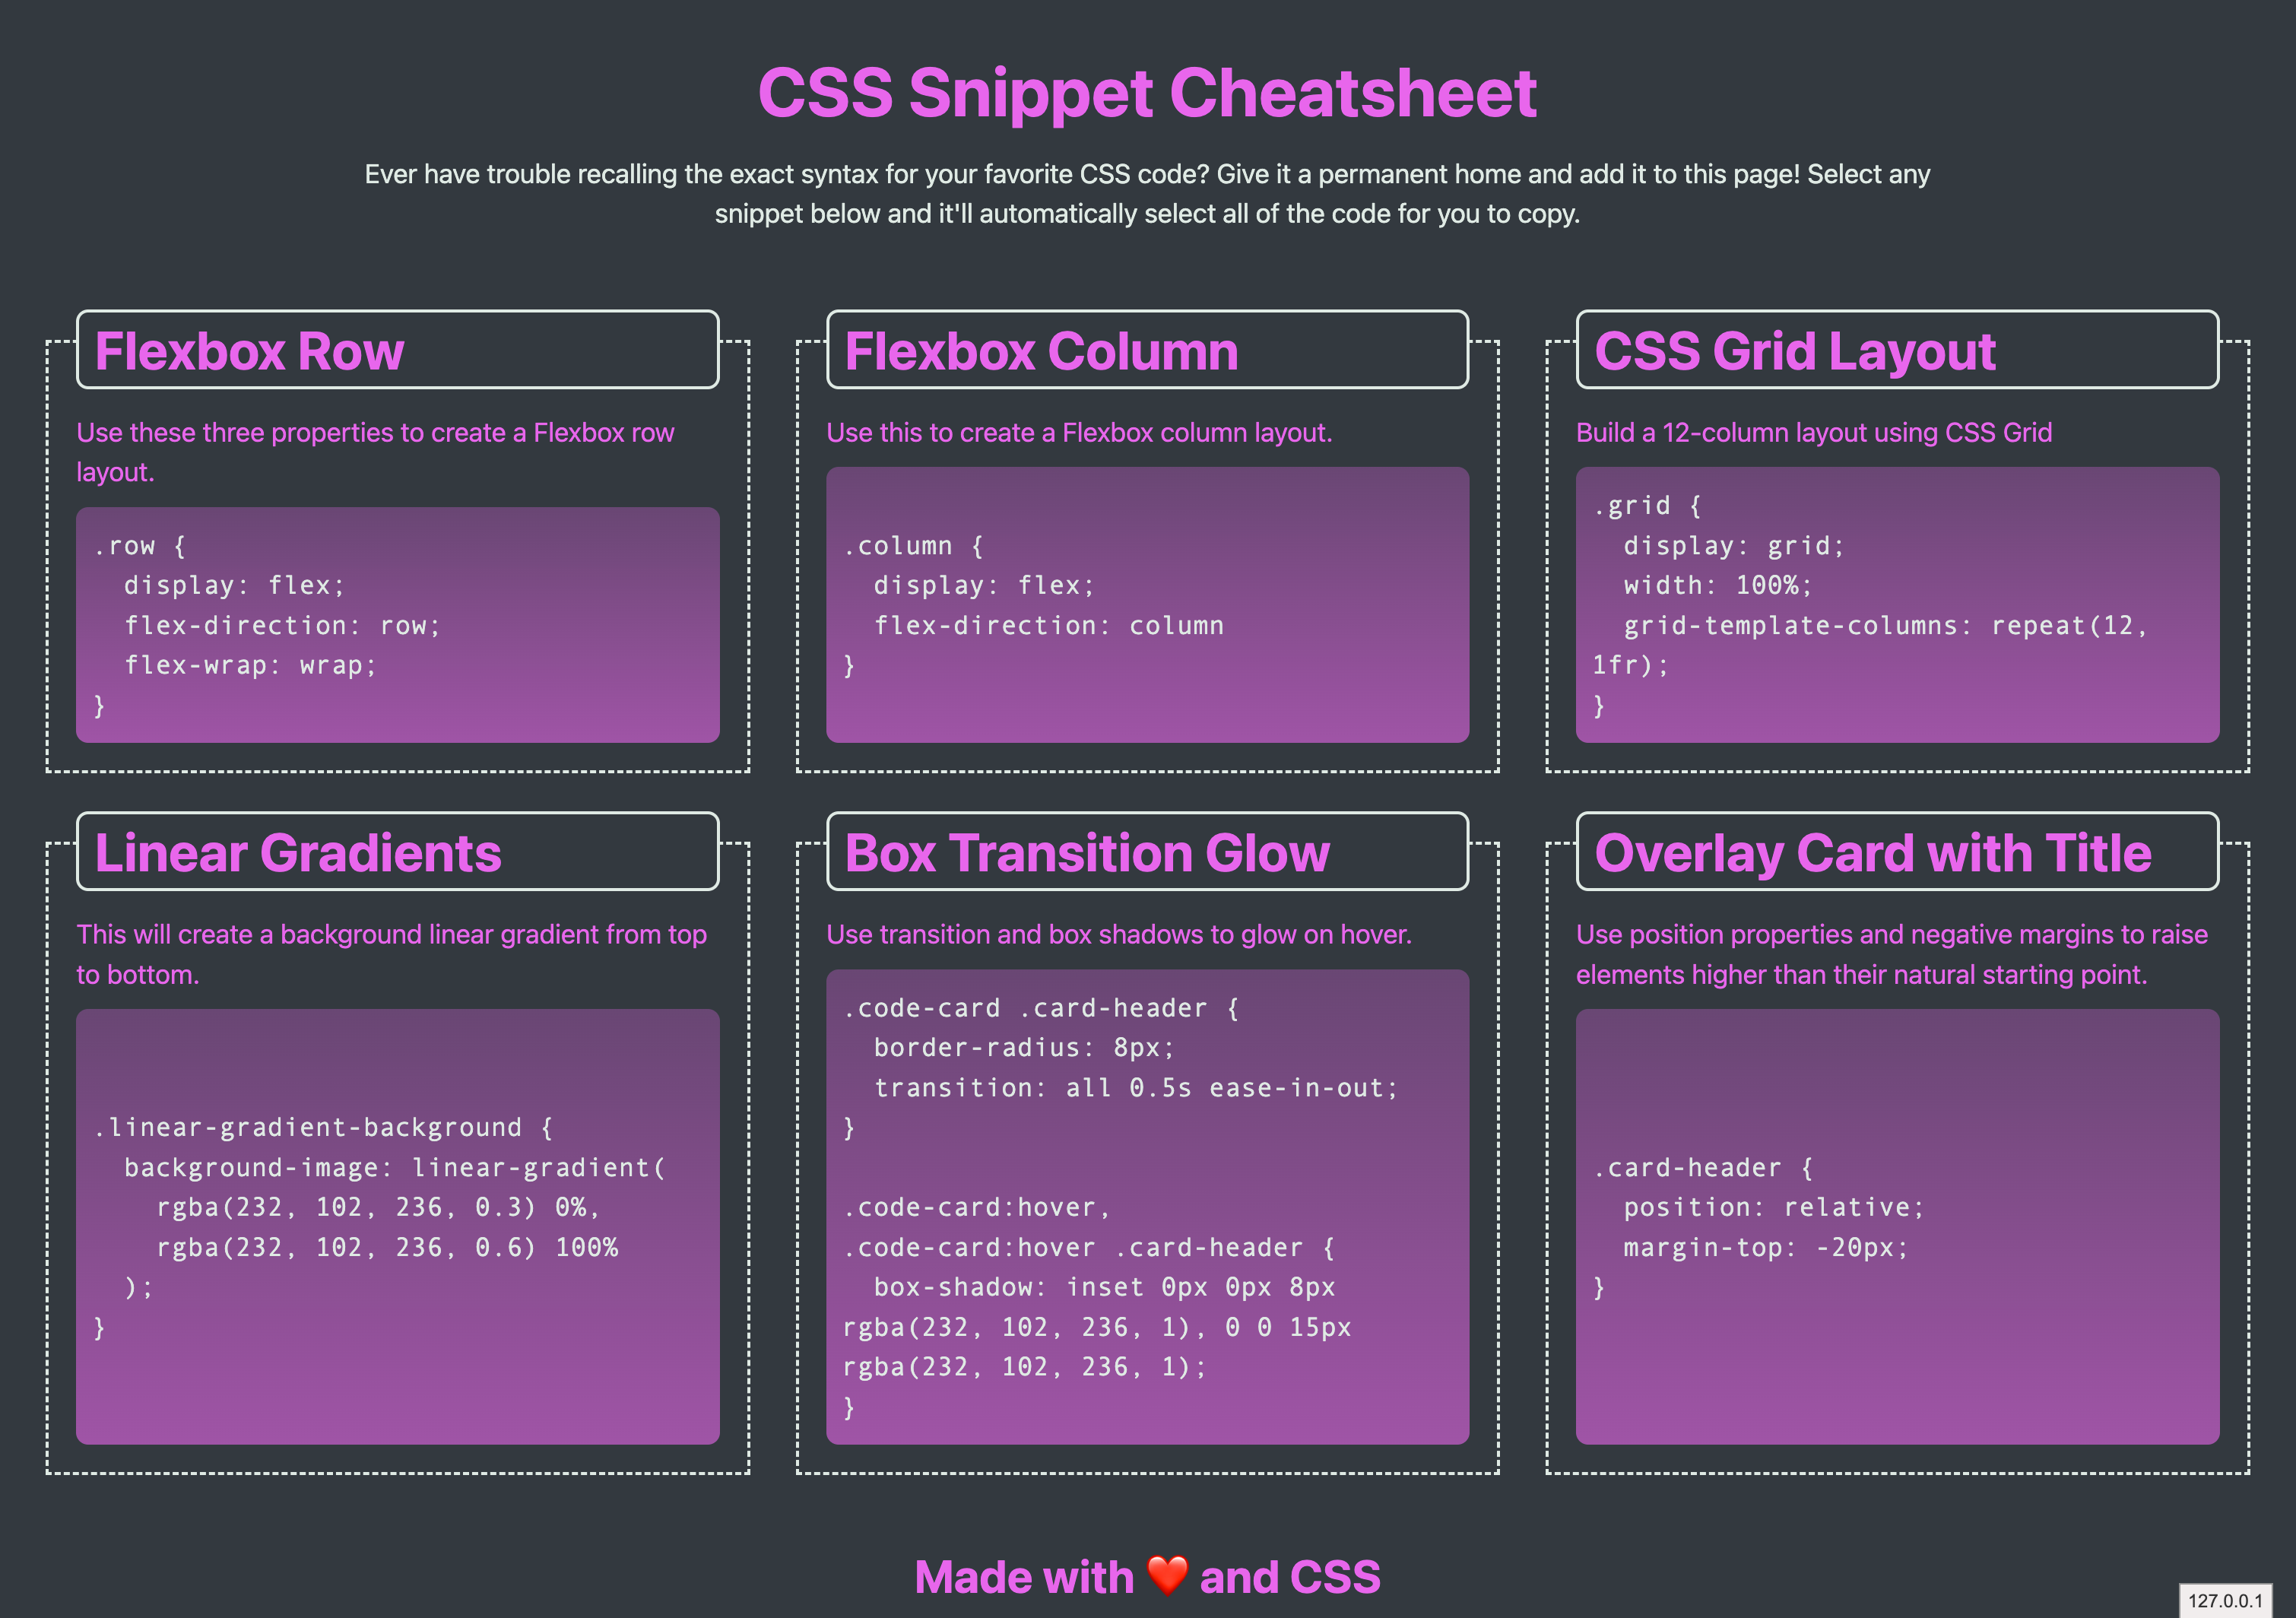 CSS Snippet Cheatsheet
Ever have trouble recalling the exact syntax for your favorite CSS code? Give it a permanent home and add it to this page! Select any
snippet below and it'll automatically select all of the code for you to copy.
Flexbox Row
Use these three properties to create a Flexbox row
layout.
.row {
  display: flex;
  flex-direction: row;
  flex-wrap: wrap;
}
Flexbox Column
Use this to create a Flexbox column layout.
.column {
  display: flex;
  flex-direction: column
}
CSS Grid Layout
Build a 12-column layout using CSS Grid
.grid {
  display: grid;
  width: 100%;
  grid-template-columns: repeat(12,
1fr);
}
Linear Gradients
This will create a background linear gradient from top
to bottom.
.linear-gradient-background {
  background-image: linear-gradient(
    rgba(232, 102, 236, 0.3) 0%,
    rgba(232, 102, 236, 0.6) 100%
  );
}
Box Transition Glow
Use transition and box shadows to glow on hover.
.code-card .card-header {
  border-radius: 8px;
  transition: all 0.5s ease-in-out;
}
.code-card:hover,
.code-card:hover .card-header {
  box-shadow: inset 0px 0px 8px
rgba(232, 102, 236, 1), 0 0 15px
rgba(232, 102, 236, 1);
}
Overlay Card with Title
Use position properties and negative margins to raise
elements higher than their natural starting point.
.card-header {
  position: relative;
  margin-top: -20px;
}
Made with ❤️ and CSS
127.0.0.1